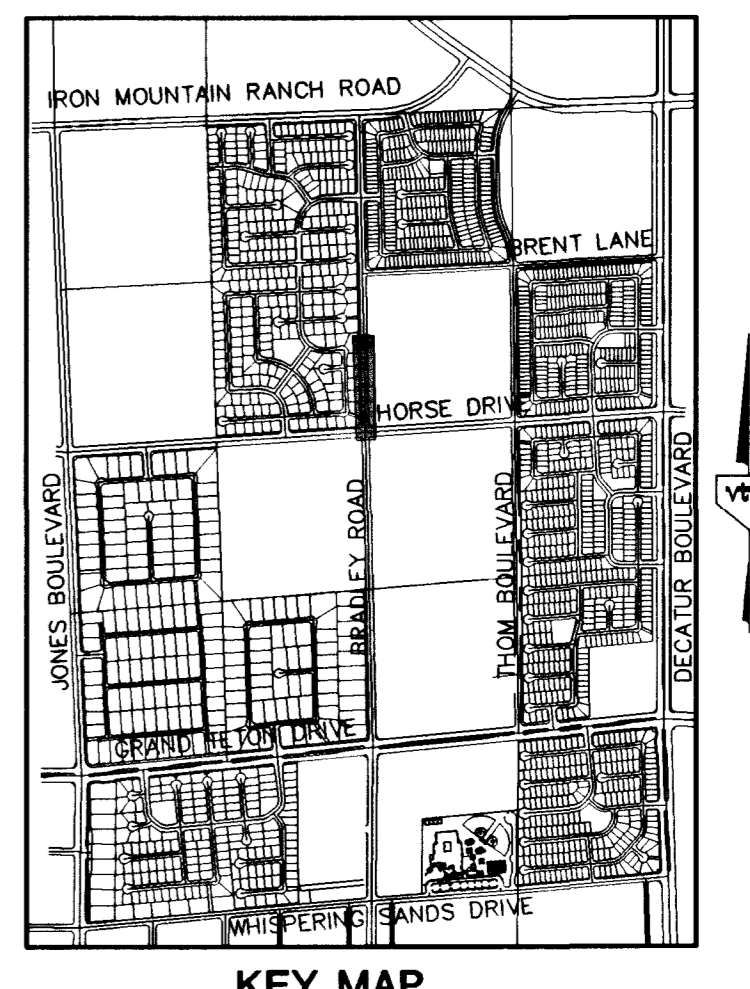 IRON MOUNTAIN RANCH ROAD
BRENT LANE
HORSE DRIVE
JONES BOULEVARD
BRADLEY ROAD
THOM BOULEVARD
DECATUR BOULEVARD
GRAND TETON DRIVE
WHISPERING SANDS DRIVE
KEY MAP